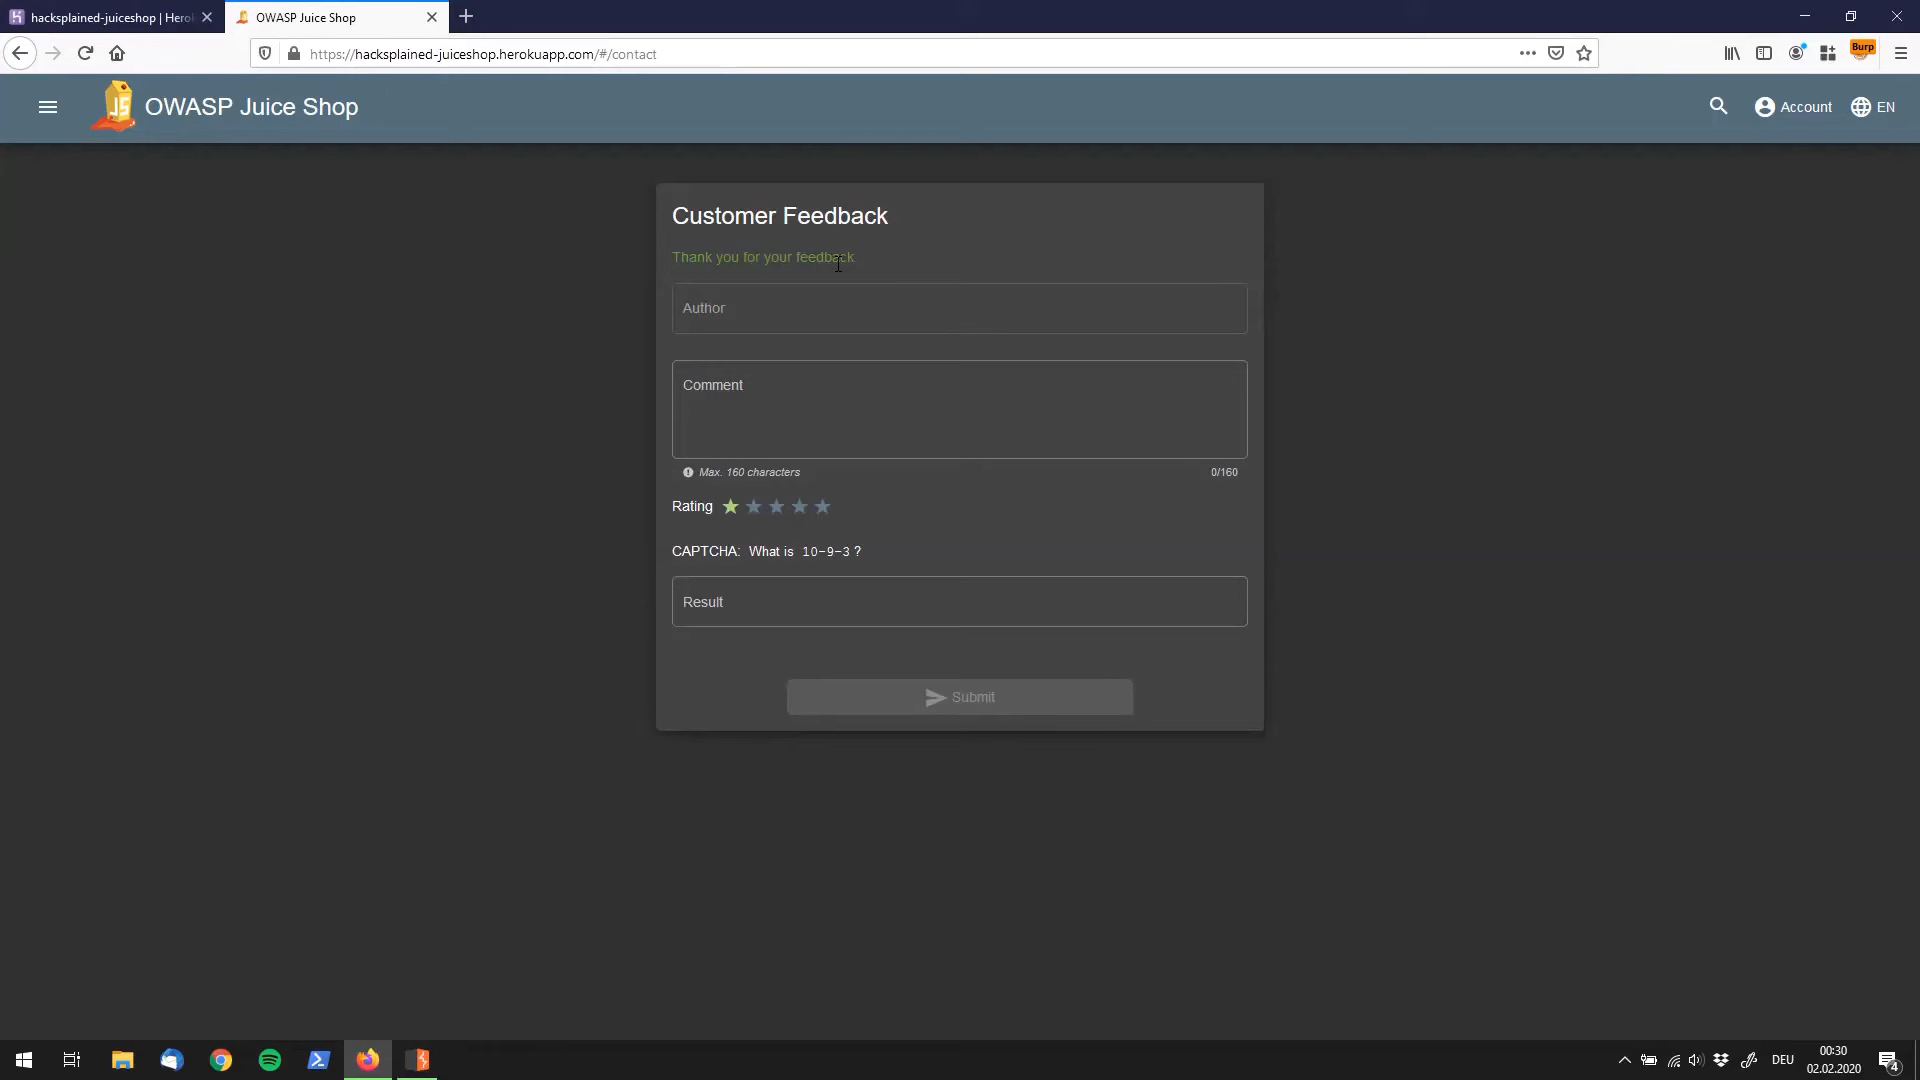 hacksplained-juiceshop | Hero
OWASP Juice Shop
https://hacksplained-juiceshop.herokuapp.com/#/contact
Burp
JS
OWASP Juice Shop
Account
EN
Customer Feedback
Thank you for your feedback
Author
Comment
Max. 160 characters
0/160
Rating
CAPTCHA: What is 10-9-3 ?
Result
Submit
DEU
00:30
02.02.2020
4